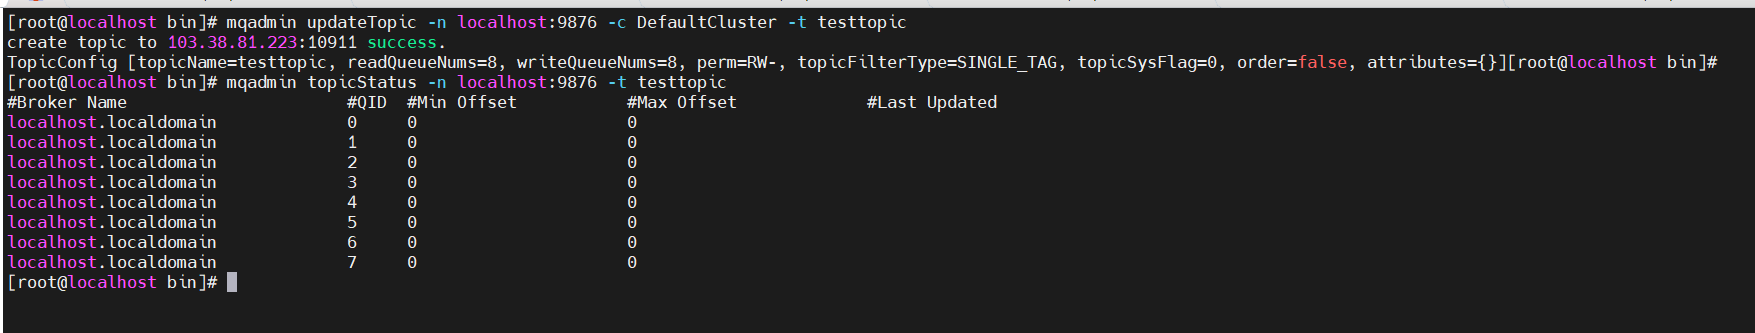 [root@localhost bin]# mqadmin updateTopic -n localhost:9876 -c DefaultCluster -t testtopic
create topic to 103.38.81.223:10911 success.
TopicConfig [topicName=testtopic, readQueueNums=8, writeQueueNums=8, perm=RW-, topicFilterType=SINGLE_TAG, topicSysFlag=0, order=false, attributes={}][root@localhost bin]#
[root@localhost bin]# mqadmin topicStatus -n localhost:9876 -t testtopic
#Broker Name #QID #Min Offset #Max Offset #Last Updated
localhost.localdomain 0 0 0
localhost.localdomain 1 0 0
localhost.localdomain 2 0 0
localhost.localdomain 3 0 0
localhost.localdomain 4 0 0
localhost.localdomain 5 0 0
localhost.localdomain 6 0 0
localhost.localdomain 7 0 0
[root@localhost bin]#